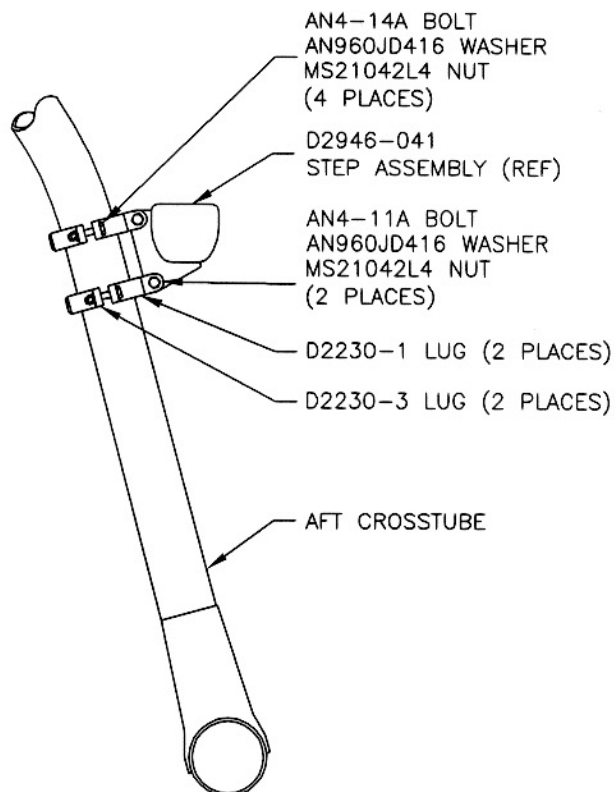 AN4-14A BOLT
AN960JD416 WASHER
MS21042L4 NUT
(4 PLACES)
D2946-041
STEP ASSEMBLY (REF)
AN4-11A BOLT
AN960JD416 WASHER
MS21042L4 NUT
(2 PLACES)
D2230-1 LUG (2 PLACES)
D2230-3 LUG (2 PLACES)
AFT CROSSTUBE